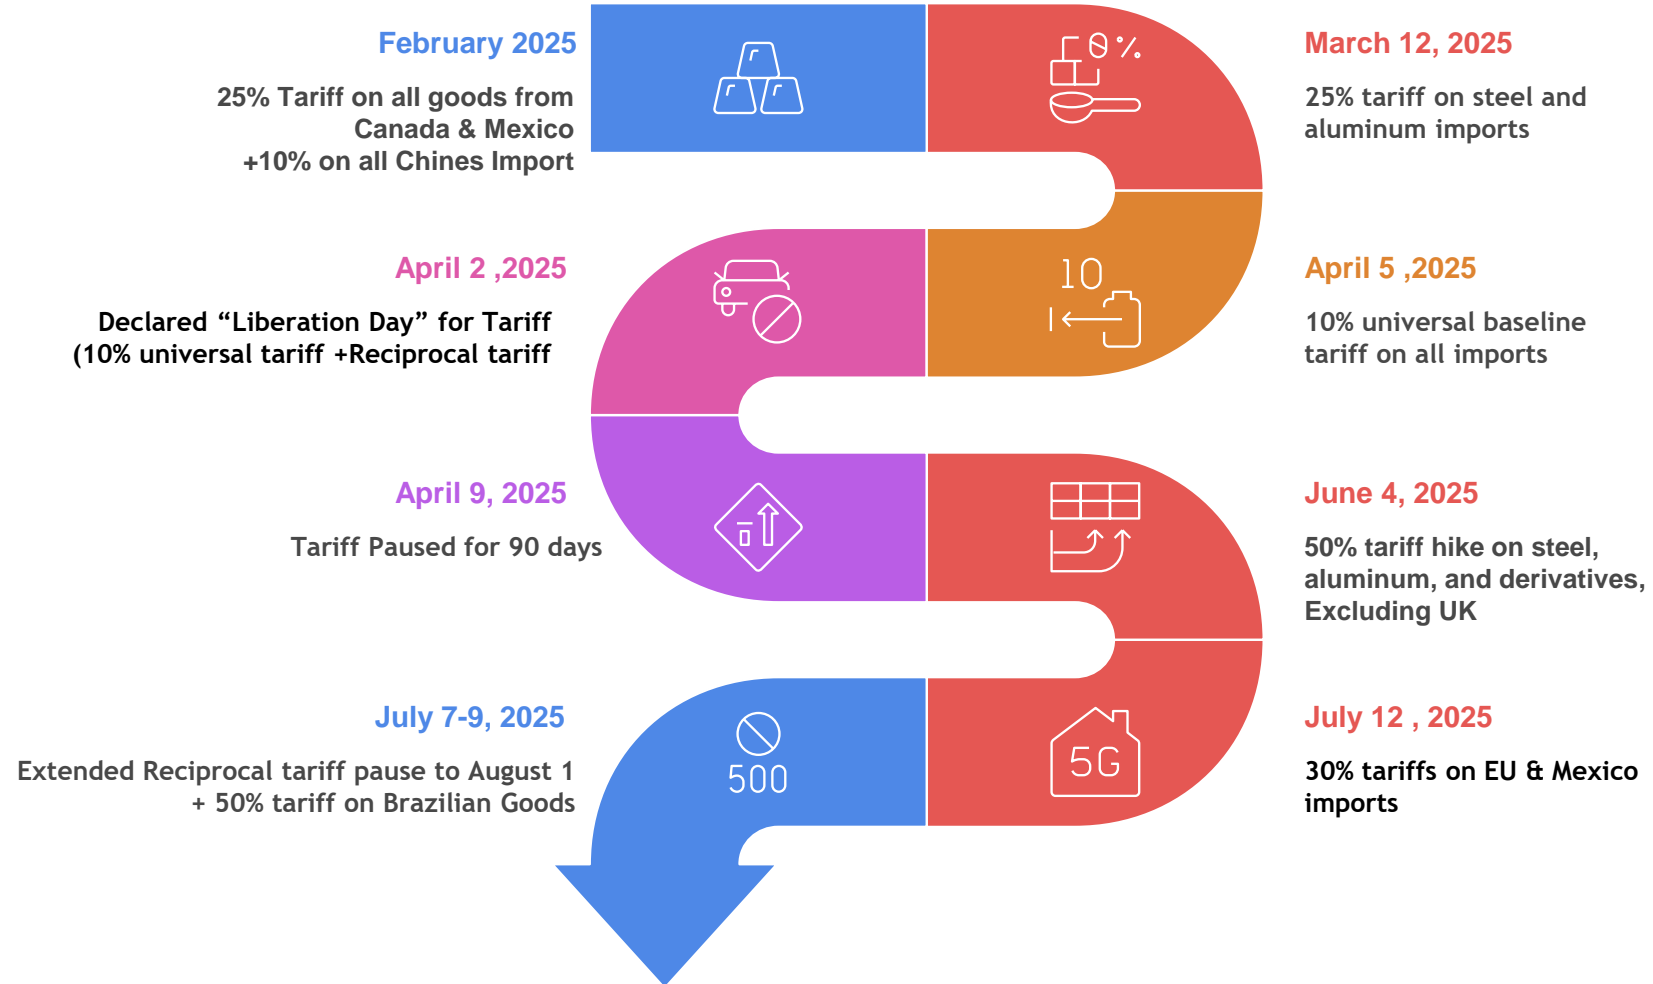 February 2025
25% Tariff on all goods from
Canada & Mexico
+10% on all Chines Import
%
March 12, 2025
25% tariff on steel and
aluminum imports
April 2 ,2025
Declared “Liberation Day” for Tariff
(10% universal tariff +Reciprocal tariff
10
April 5 ,2025
10% universal baseline
tariff on all imports
April 9, 2025
Tariff Paused for 90 days
June 4, 2025
50% tariff hike on steel,
aluminum, and derivatives,
Excluding UK
July 7-9, 2025
Extended Reciprocal tariff pause to August 1
+ 50% tariff on Brazilian Goods
500
5G
July 12 , 2025
30% tariffs on EU & Mexico
imports